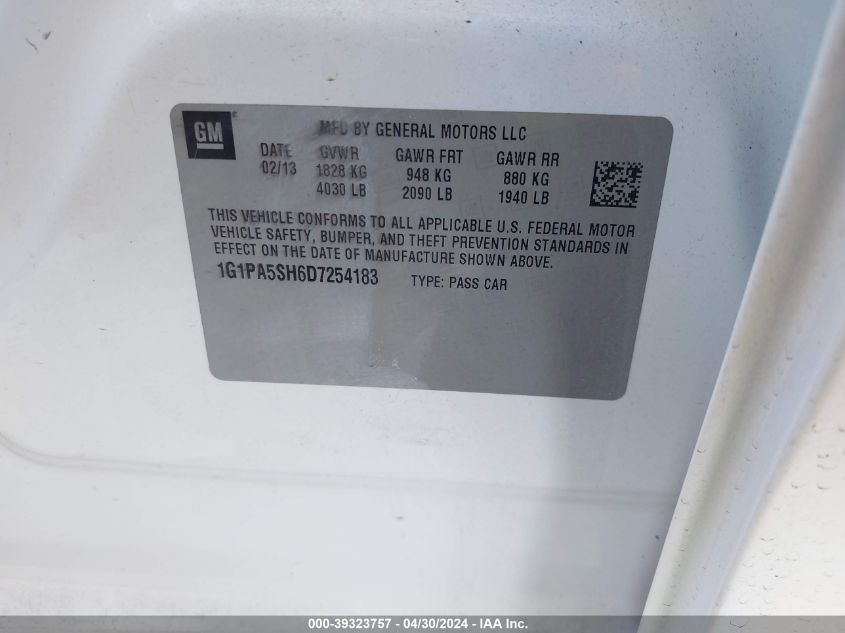 GM
MFD BY GENERAL MOTORS LLC
DATE GVWR GAWR FRT GAWR RR
02/13 1828 KG 948 KG 880 KG
4030 LB 2090 LB 1940 LB
THIS VEHICLE CONFORMS TO ALL APPLICABLE U.S. FEDERAL MOTOR
VEHICLE SAFETY, BUMPER, AND THEFT PREVENTION STANDARDS IN
EFFECT ON THE DATE OF MANUFACTURE SHOWN ABOVE.
1G1PA5SH6D7254183 TYPE: PASS CAR
000-39323757 - 04/30/2024 - IAA Inc.